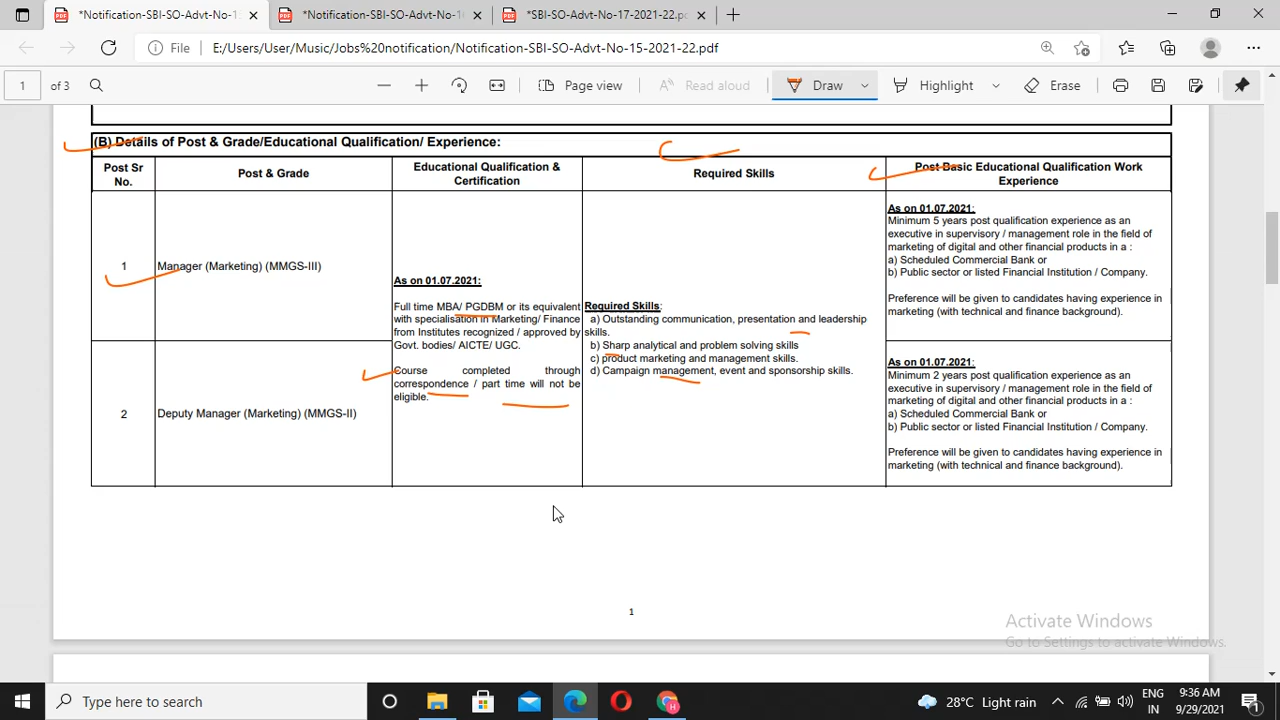 *Notification-SBI-SO-Advt-No-1
*Notification-SBI-SO-Advt-No-1
*SBI-SO-Advt-No-17-2021-22.pd
File
E:/Users/User/Music/Jobs%20notification/Notification-SBI-SO-Advt-No-15-2021-22.pdf
1 of 3
Page view
Read aloud
Draw
Highlight
Erase
(B) Details of Post & Grade/Educational Qualification/ Experience:
Post Sr
No.
Post & Grade
Educational Qualification &
Certification
Required Skills
Post Basic Educational Qualification Work
Experience
1
Manager (Marketing) (MMGS-III)
As on 01.07.2021:
Full time MBA/ PGDBM or its equivalent
with specialisation in Marketing/ Finance
from Institutes recognized / approved by
Govt. bodies/ AICTE/ UGC.
Course completed through
correspondence / part time will not be
eligible.
Required Skills:
a) Outstanding communication, presentation and leadership
skills.
b) Sharp analytical and problem solving skills
c) product marketing and management skills.
d) Campaign management, event and sponsorship skills.
As on 01.07.2021:
Minimum 5 years post qualification experience as an
executive in supervisory / management role in the field of
marketing of digital and other financial products in a :
a) Scheduled Commercial Bank or
b) Public sector or listed Financial Institution / Company.
Preference will be given to candidates having experience in
marketing (with technical and finance background).
2
Deputy Manager (Marketing) (MMGS-II)
As on 01.07.2021:
Minimum 2 years post qualification experience as an
executive in supervisory / management role in the field of
marketing of digital and other financial products in a :
a) Scheduled Commercial Bank or
b) Public sector or listed Financial Institution / Company.
Preference will be given to candidates having experience in
marketing (with technical and finance background).
1
Activate Windows
Go to Settings to activate Windows.
Type here to search
28°C Light rain
ENG
IN
9:36 AM
9/29/2021
1